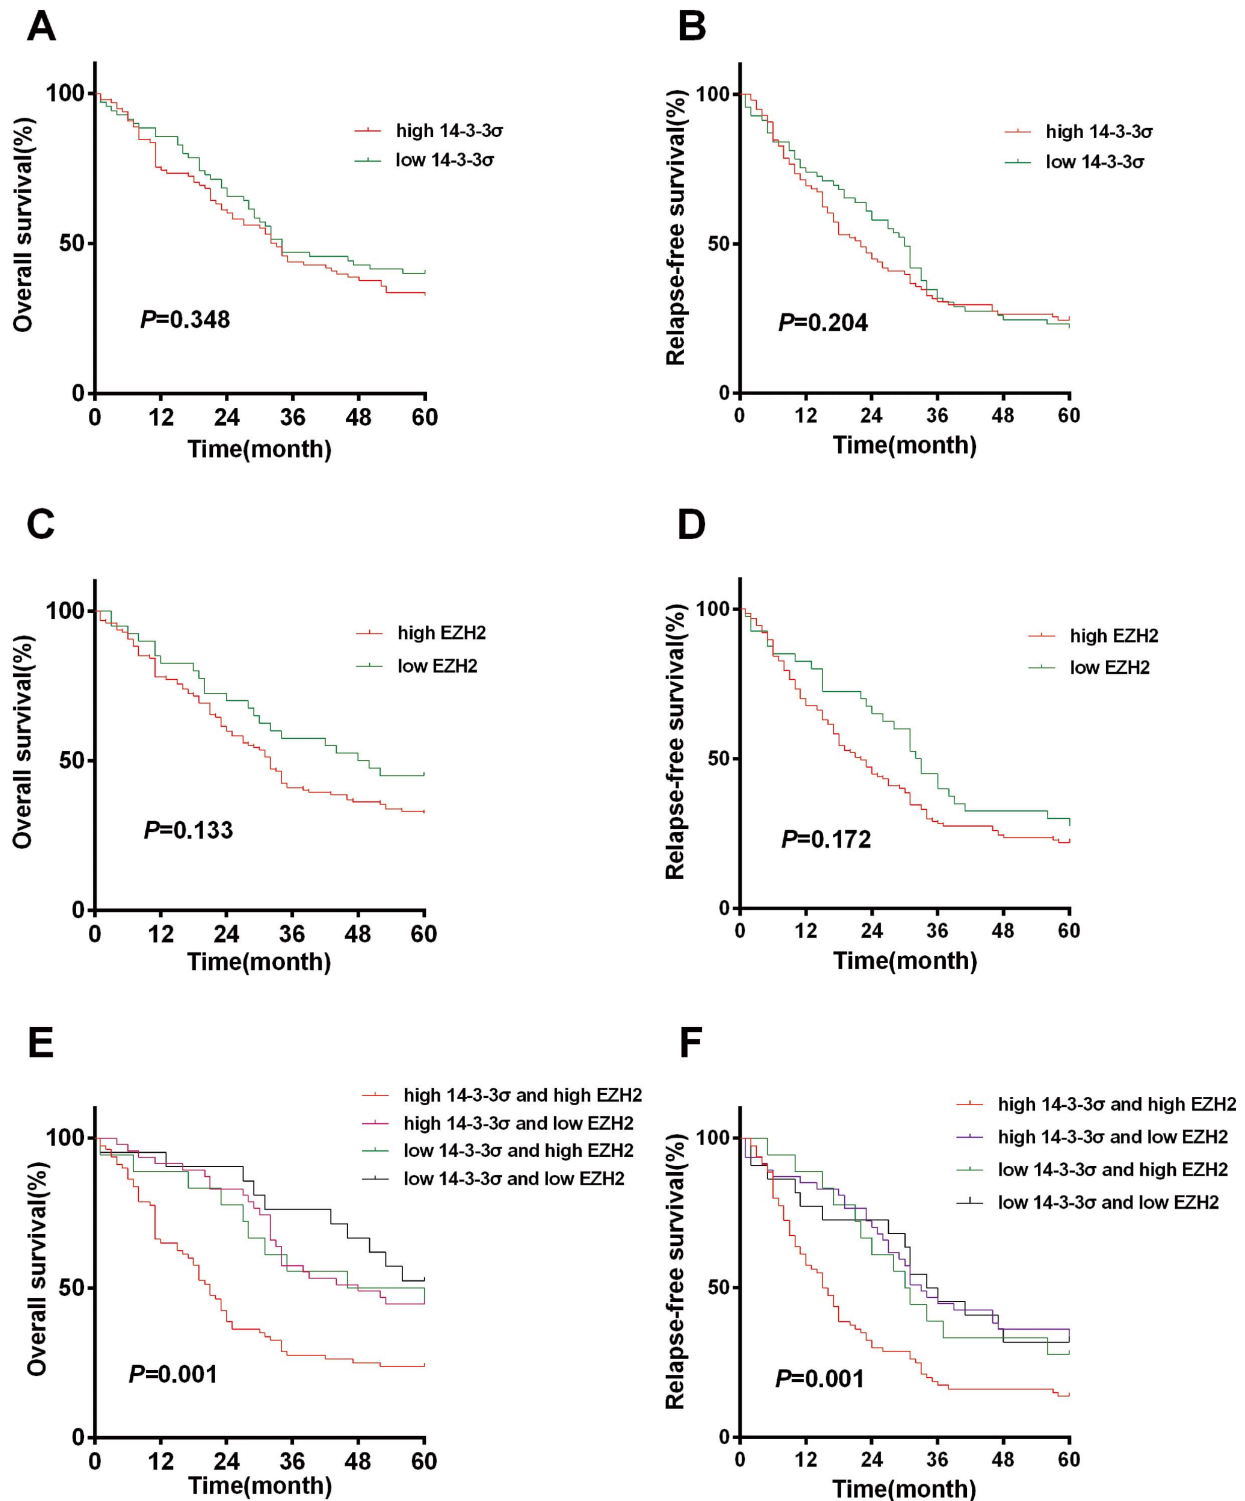 A
Overall survival(%)
100
50
0
high 14-3-3σ
low 14-3-3σ
P=0.348
0 12 24 36 48 60
Time(month)
B
Relapse-free survival(%)
100
50
0
high 14-3-3σ
low 14-3-3σ
P=0.204
0 12 24 36 48 60
Time(month)
C
Overall survival(%)
100
50
0
high EZH2
low EZH2
P=0.133
0 12 24 36 48 60
Time(month)
D
Relapse-free survival(%)
100
50
0
high EZH2
low EZH2
P=0.172
0 12 24 36 48 60
Time(month)
E
Overall survival(%)
100
50
0
high 14-3-3σ and high EZH2
high 14-3-3σ and low EZH2
low 14-3-3σ and high EZH2
low 14-3-3σ and low EZH2
P=0.001
0 12 24 36 48 60
Time(month)
F
Relapse-free survival(%)
100
50
0
high 14-3-3σ and high EZH2
high 14-3-3σ and low EZH2
low 14-3-3σ and high EZH2
low 14-3-3σ and low EZH2
P=0.001
0 12 24 36 48 60
Time(month)